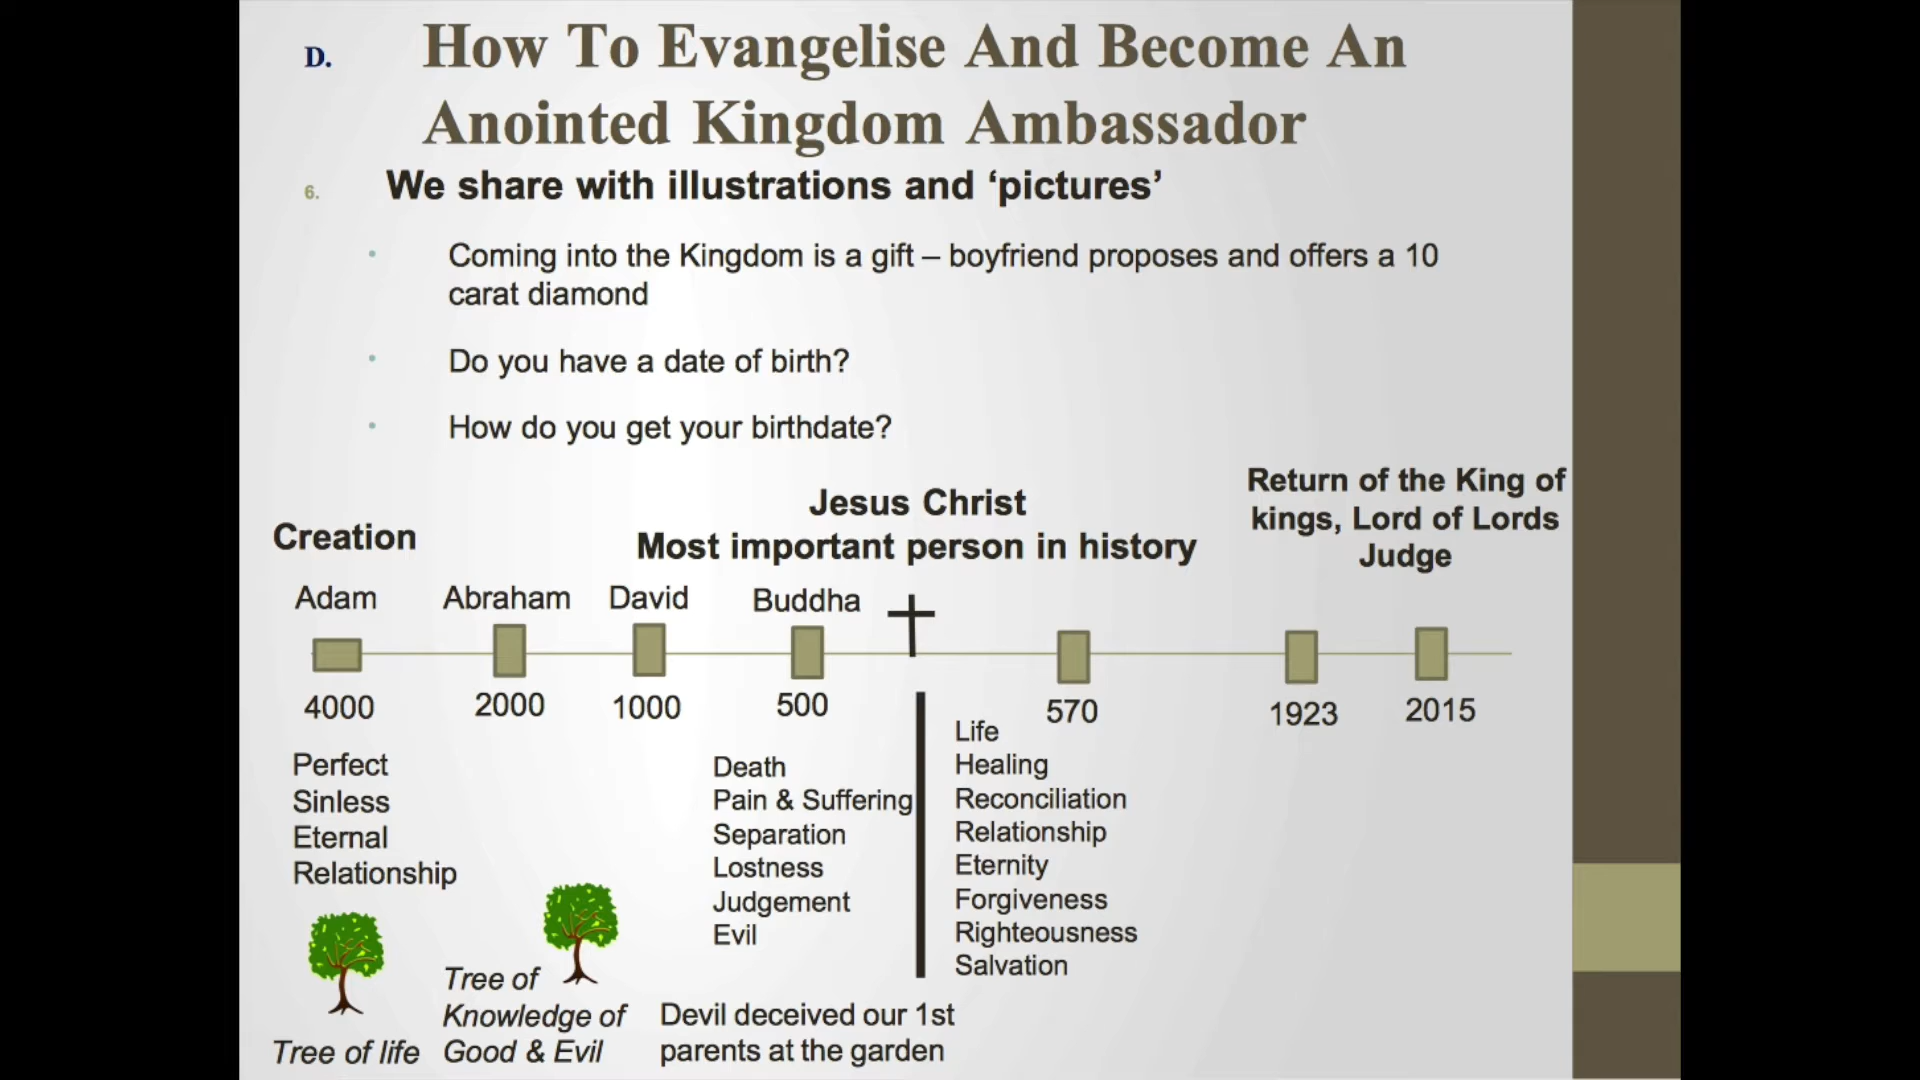 D. How To Evangelise And Become An
Anointed Kingdom Ambassador
6. We share with illustrations and ‘pictures’
• Coming into the Kingdom is a gift – boyfriend proposes and offers a 10
carat diamond
• Do you have a date of birth?
• How do you get your birthdate?
Creation
Jesus Christ
Most important person in history
Return of the King of
kings, Lord of Lords
Judge
Adam
Abraham
David
Buddha
4000
2000
1000
500
570
1923
2015
Perfect
Sinless
Eternal
Relationship
Death
Pain & Suffering
Separation
Lostness
Judgement
Evil
Life
Healing
Reconciliation
Relationship
Eternity
Forgiveness
Righteousness
Salvation
Tree of life
Tree of
Knowledge of
Good & Evil
Devil deceived our 1st
parents at the garden